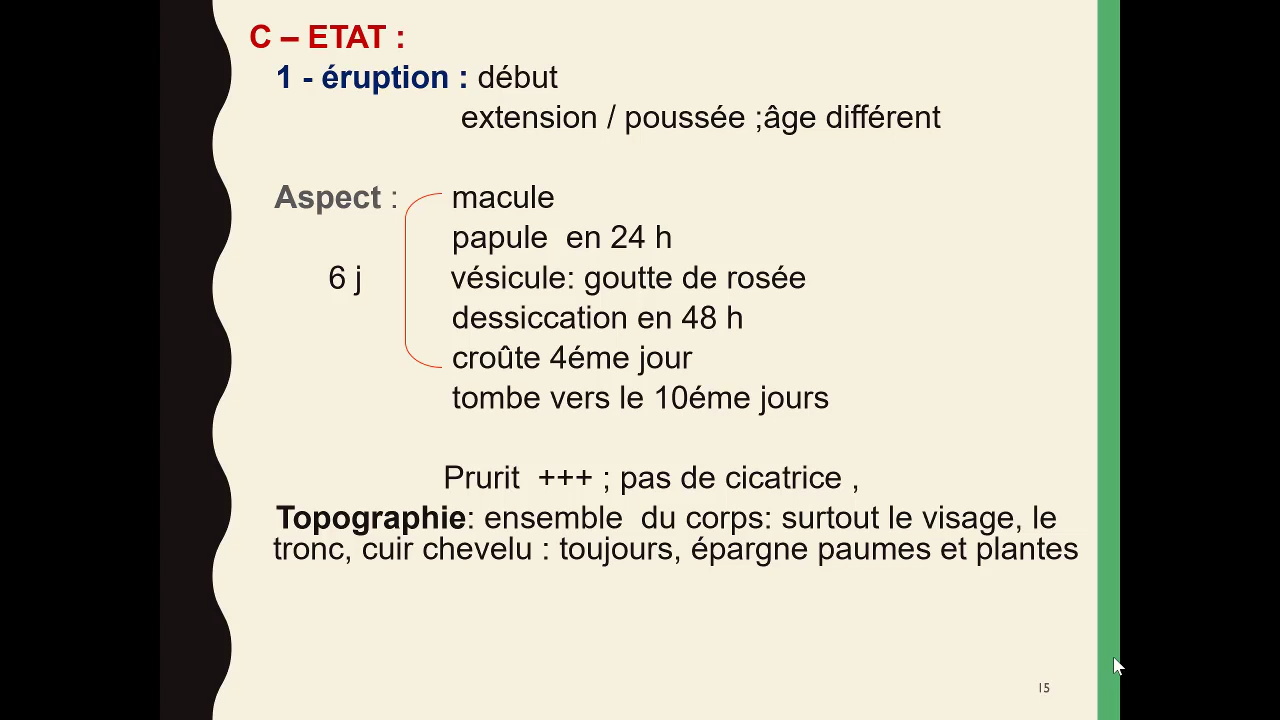 C – ETAT :
1 - éruption : début
extension / poussée ;âge différent
Aspect : macule
papule en 24 h
6 j vésicule: goutte de rosée
dessiccation en 48 h
croûte 4éme jour
tombe vers le 10éme jours
Prurit +++ ; pas de cicatrice ,
Topographie: ensemble du corps: surtout le visage, le
tronc, cuir chevelu : toujours, épargne paumes et plantes
15